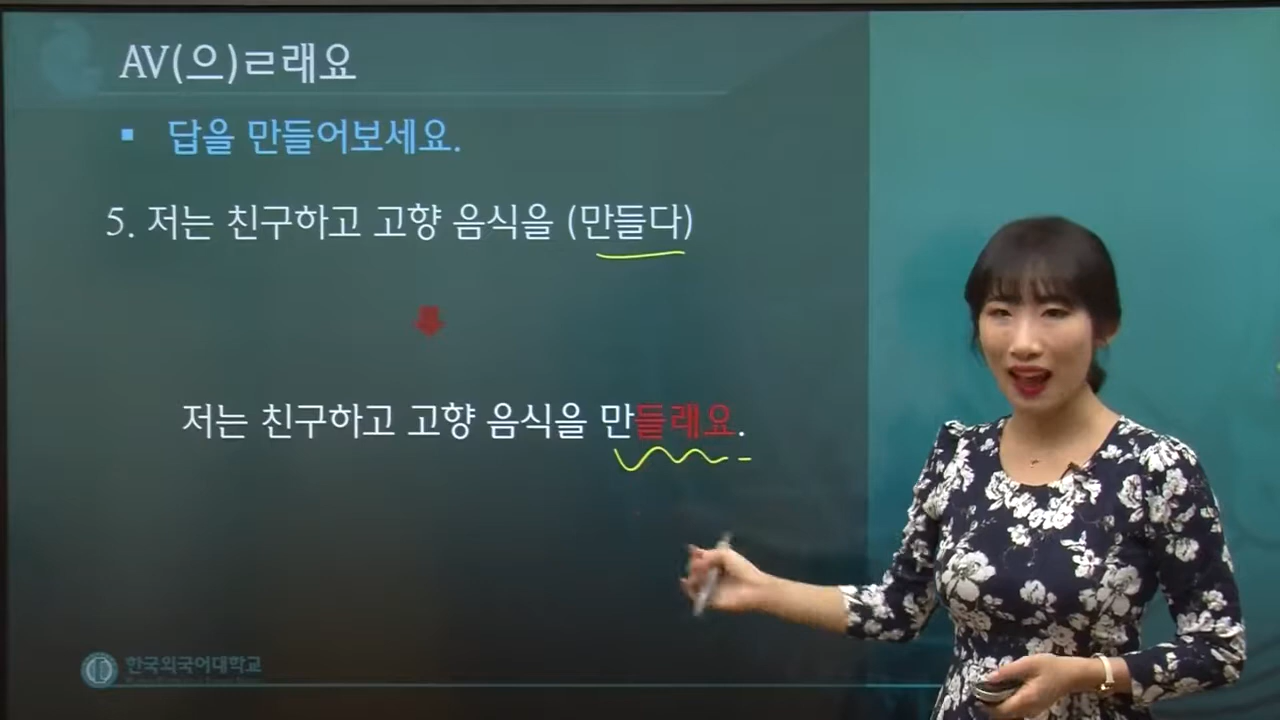 AV(으)ㄹ래요
▪ 답을 만들어보세요.
5. 저는 친구하고 고향 음식을 (만들다)
저는 친구하고 고향 음식을 만들래요.
한국외국어대학교